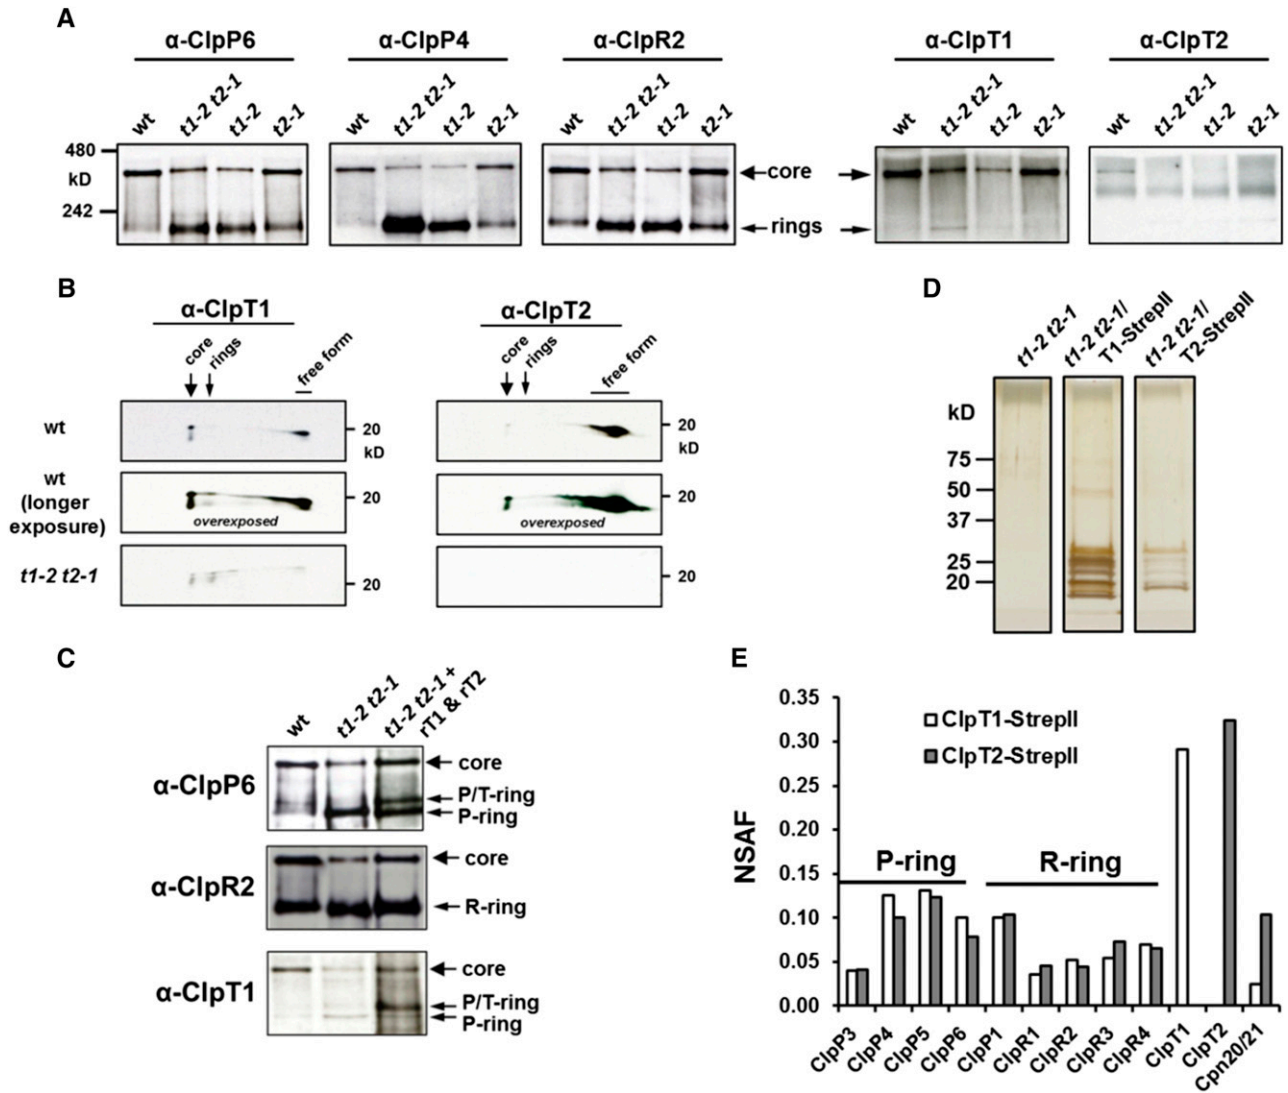 A
α-ClpP6 α-ClpP4 α-ClpR2 α-ClpT1 α-ClpT2
wt t1-2 t2-1 t1-2 t2-1 wt t1-2 t2-1 t1-2 t2-1 wt t1-2 t2-1 t1-2 t2-1 wt t1-2 t2-1 t1-2 t2-1 wt t1-2 t2-1 t1-2 t2-1
480
kD
242
core
rings
B
α-ClpT1 α-ClpT2
core rings free form core rings free form
wt 20 kD 20 kD
wt
(longer
exposure)
overexposed 20 overexposed 20
t1-2 t2-1 20 20
D
t1-2 t2-1
t1-2 t2-1/
T1-StrepII
t1-2 t2-1/
T2-StrepII
kD
75
50
37
25
20
C
wt
t1-2 t2-1
t1-2 t2-1 +
rT1 & rT2
α-ClpP6
core
P/T-ring
P-ring
α-ClpR2
core
R-ring
α-ClpT1
core
P/T-ring
P-ring
E
NSAF
0.35
0.30
0.25
0.20
0.15
0.10
0.05
0.00
ClpT1-StrepII
ClpT2-StrepII
P-ring R-ring
ClpP3 ClpP4 ClpP5 ClpP6 ClpP1 ClpR1 ClpR2 ClpR3 ClpR4 ClpT1 ClpT2 Cpn20/21